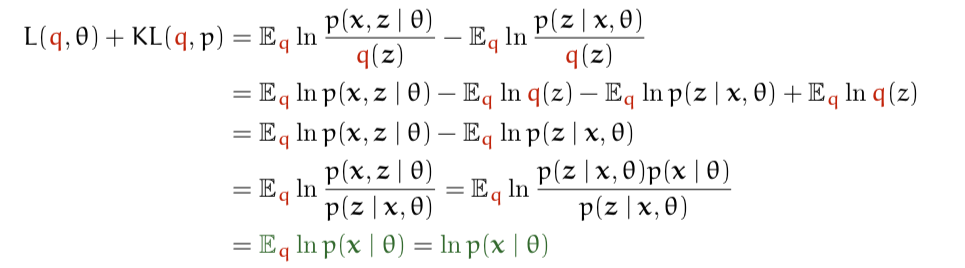 L(q, θ) + KL(q, p) = 𝔼_q ln p(x, z | θ)/q(z) − 𝔼_q ln p(z | x, θ)/q(z)
= 𝔼_q ln p(x, z | θ) − 𝔼_q ln q(z) − 𝔼_q ln p(z | x, θ) + 𝔼_q ln q(z)
= 𝔼_q ln p(x, z | θ) − 𝔼_q ln p(z | x, θ)
= 𝔼_q ln p(x, z | θ)/p(z | x, θ) = 𝔼_q ln p(z | x, θ)p(x | θ)/p(z | x, θ)
= 𝔼_q ln p(x | θ) = ln p(x | θ)